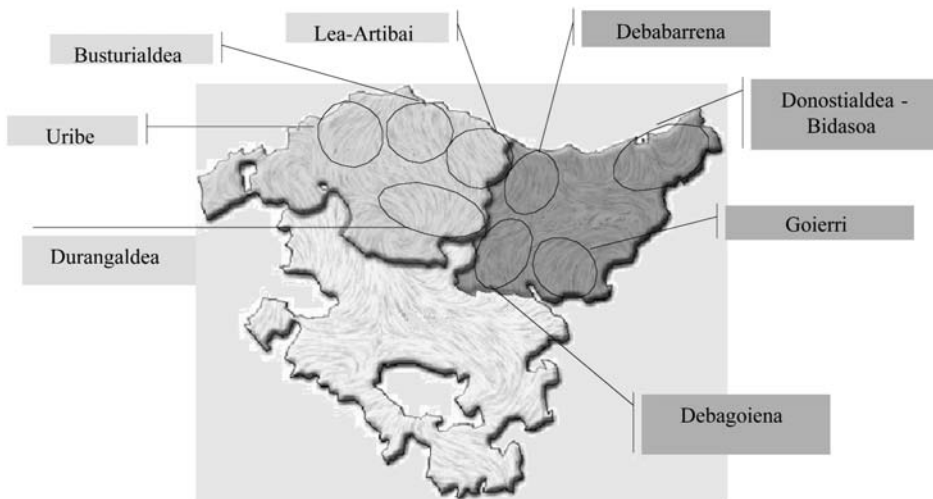 Lea-Artibai
Debabarrena
Busturialdea
Donostialdea -
Bidasoa
Uribe
Goierri
Durangaldea
Debagoiena